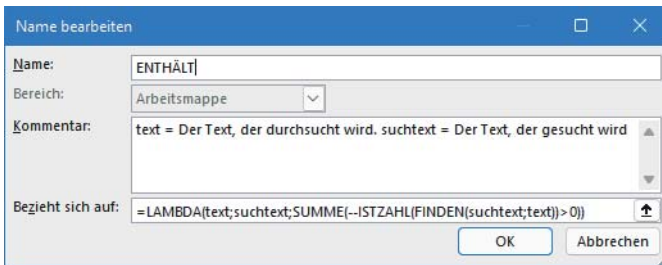 Name bearbeiten
Name: ENTHÄLT
Bereich: Arbeitsmappe
Kommentar: text = Der Text, der durchsucht wird. suchtext = Der Text, der gesucht wird
Bezieht sich auf: =LAMBDA(text;suchtext;SUMME(--ISTZAHL(FINDEN(suchtext;text))>0))
OK Abbrechen